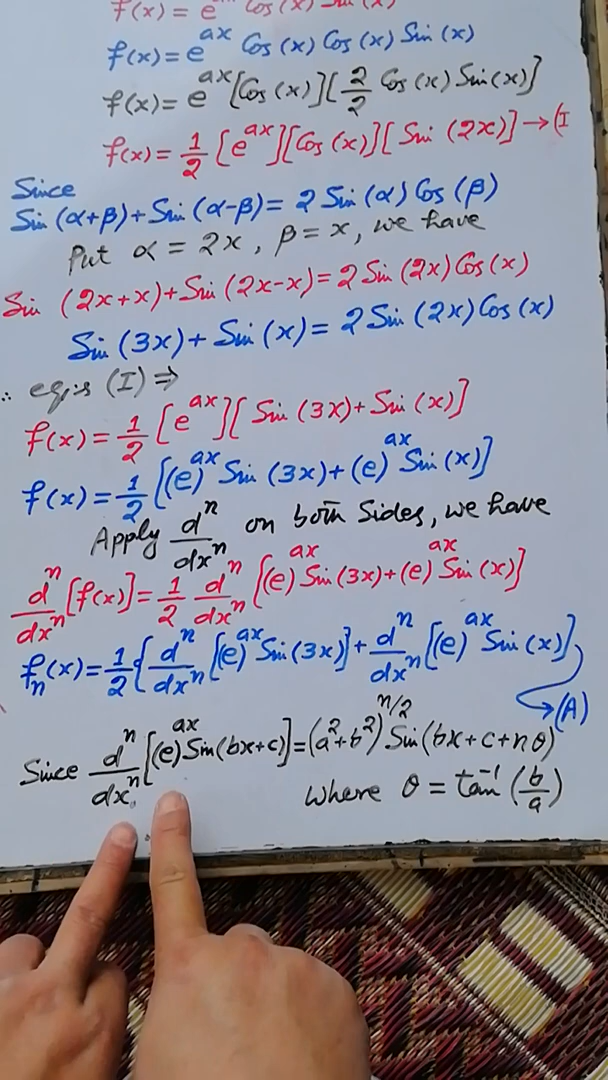 f(x) = e^{ax} Cos(x) Cos(x) Sin(x)
f(x) = e^{ax} [Cos(x)][2/2 Cos(x) Sin(x)]
f(x) = 1/2 [e^{ax}][Cos(x)][Sin(2x)] → (I
Since
Sin(α+β) + Sin(α-β) = 2 Sin(α) Cos(β)
Put α = 2x, β = x, we have
Sin (2x+x) + Sin (2x-x) = 2 Sin (2x) Cos(x)
Sin (3x) + Sin (x) = 2 Sin (2x) Cos (x)
∴ eq:s (I) ⇒
f(x) = 1/2 [e^{ax}][Sin (3x) + Sin (x)]
f(x) = 1/2 [(e)^{ax} Sin (3x) + (e)^{ax} Sin (x)]
Apply d^n/dx^n on both Sides, we have
d^n/dx^n [f(x)] = 1/2 d^n/dx^n [(e)^{ax} Sin (3x) + (e)^{ax} Sin (x)]
f_n(x) = 1/2 {d^n/dx^n [(e)^{ax} Sin (3x)] + d^n/dx^n [(e)^{ax} Sin (x)]
→ (A)
Since d^n/dx^n [(e)^{ax} Sin(bx+c)] = (a^2+b^2)^{n/2} Sin(bx+c+nθ)
where θ = tan^{-1} (b/a)